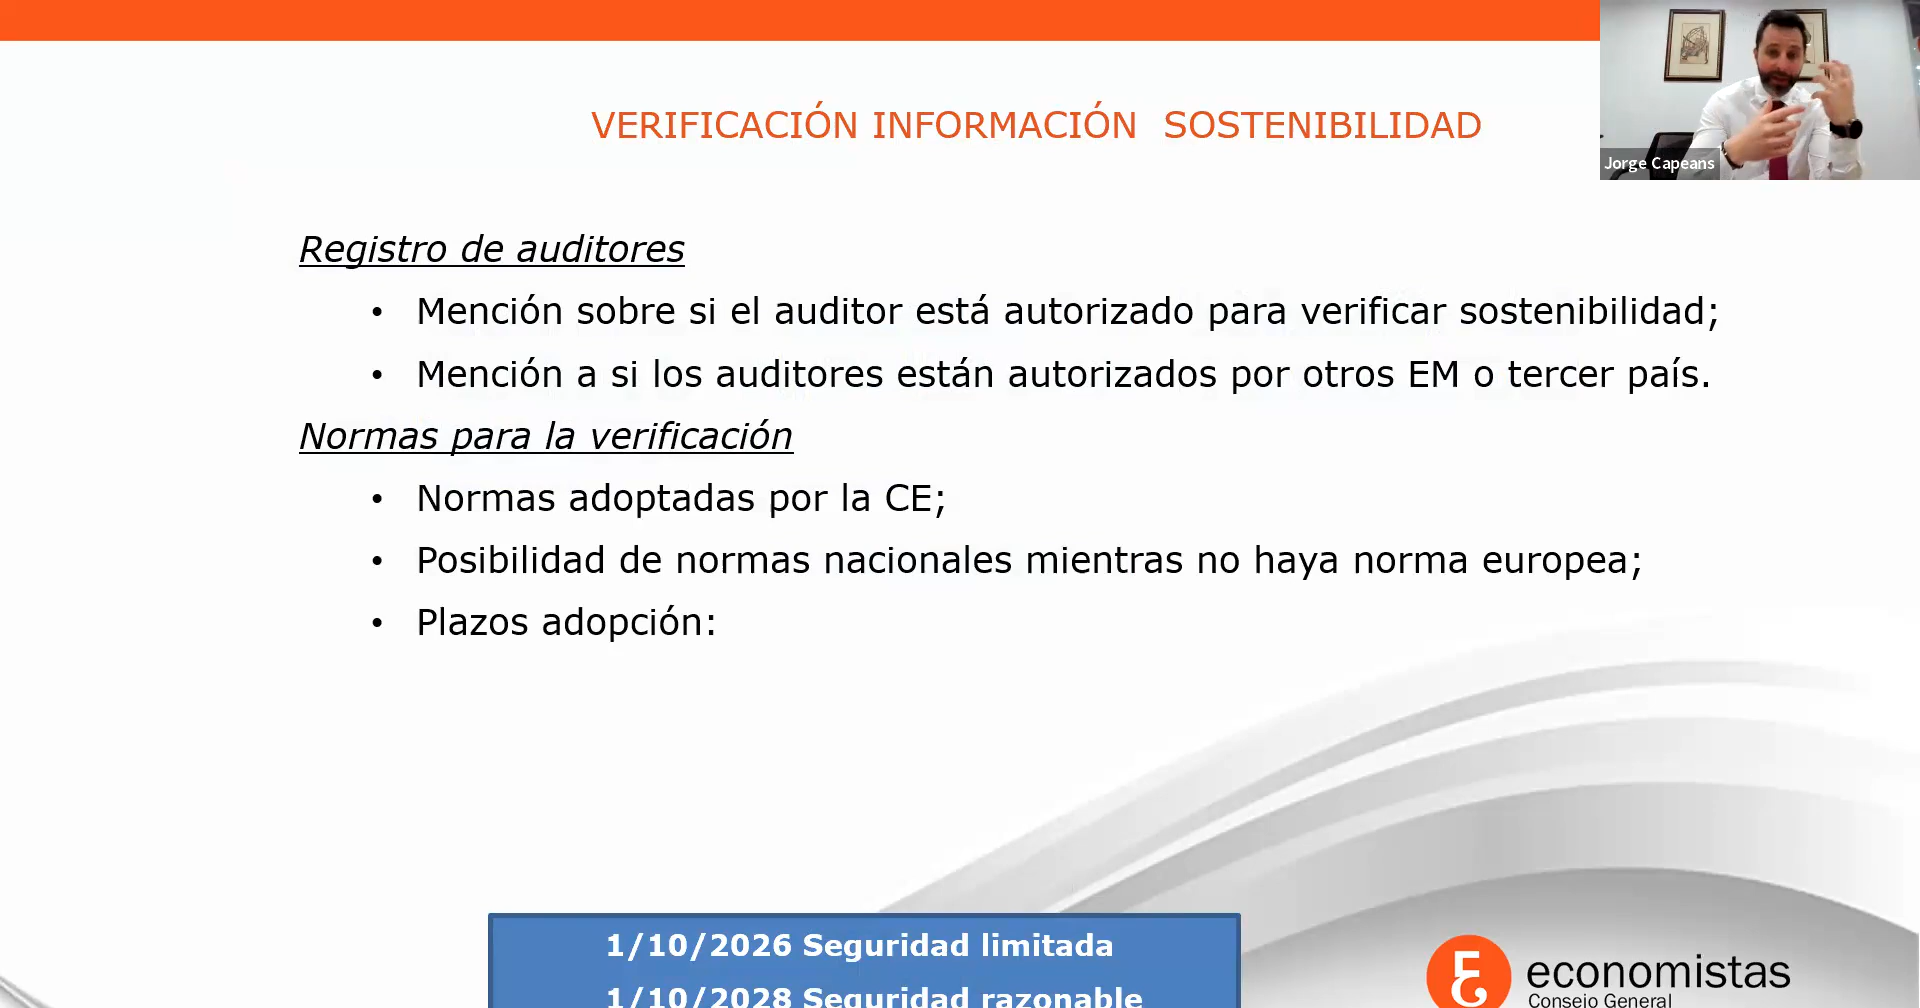 VERIFICACIÓN INFORMACIÓN SOSTENIBILIDAD
Jorge Capeans
Registro de auditores
• Mención sobre si el auditor está autorizado para verificar sostenibilidad;
• Mención a si los auditores están autorizados por otros EM o tercer país.
Normas para la verificación
• Normas adoptadas por la CE;
• Posibilidad de normas nacionales mientras no haya norma europea;
• Plazos adopción:
1/10/2026 Seguridad limitada
1/10/2028 Seguridad razonable
economistas
Consejo General